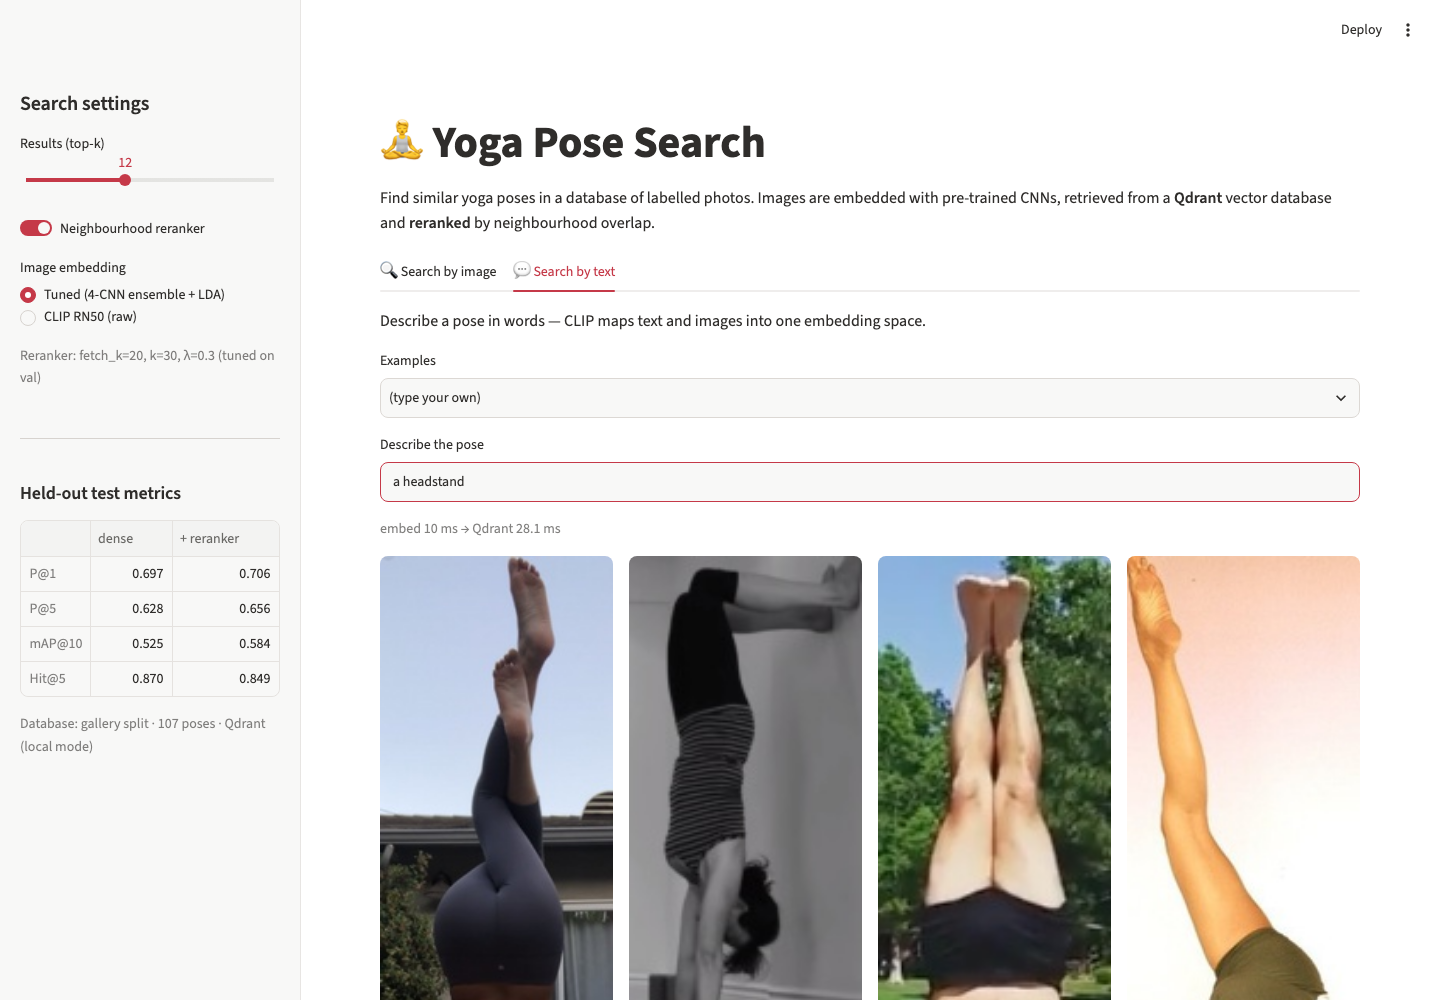 Deploy
Search settings
Results (top-k)
12
Neighbourhood reranker
Image embedding
Tuned (4-CNN ensemble + LDA)
CLIP RN50 (raw)
Reranker: fetch_k=20, k=30, λ=0.3 (tuned on
val)
Held-out test metrics
dense + reranker
P@1 0.697 0.706
P@5 0.628 0.656
mAP@10 0.525 0.584
Hit@5 0.870 0.849
Database: gallery split · 107 poses · Qdrant
(local mode)
Yoga Pose Search
Find similar yoga poses in a database of labelled photos. Images are embedded with pre-trained CNNs, retrieved from a Qdrant vector database
and reranked by neighbourhood overlap.
Search by image Search by text
Describe a pose in words — CLIP maps text and images into one embedding space.
Examples
(type your own)
Describe the pose
a headstand
embed 10 ms → Qdrant 28.1 ms